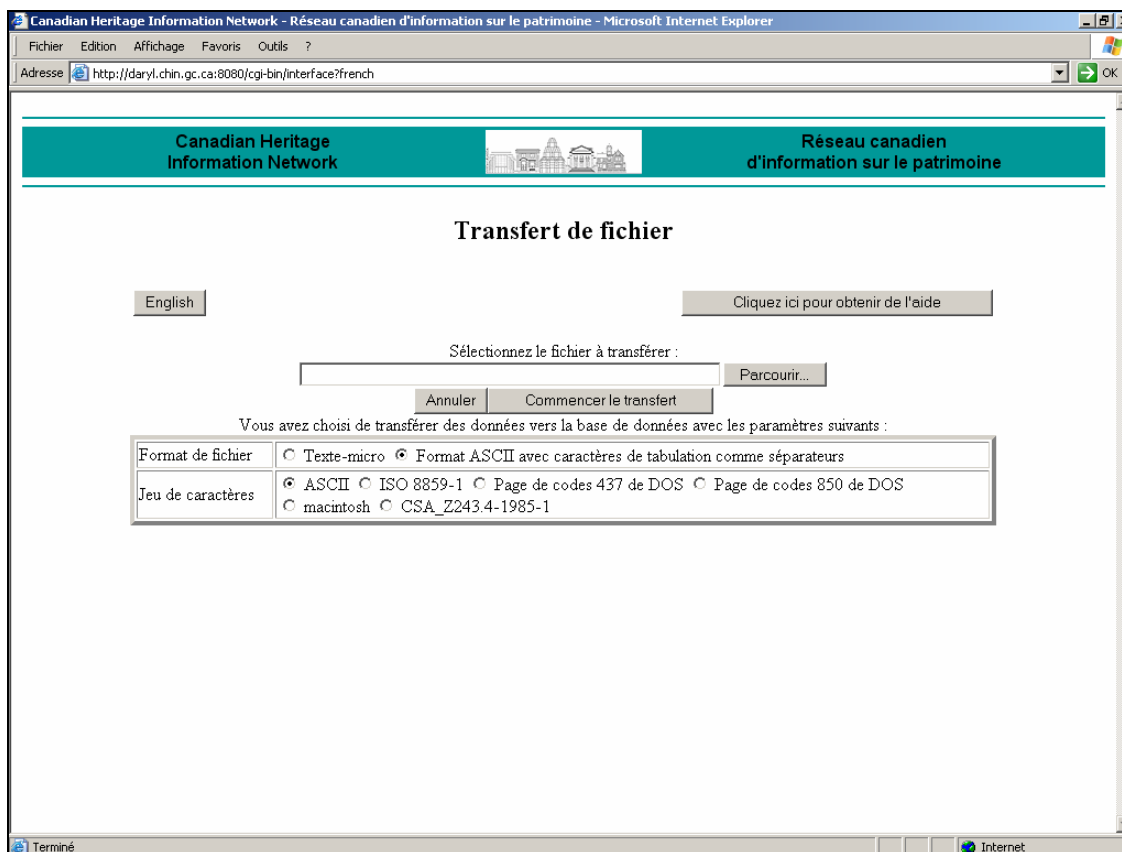 Canadian Heritage Information Network - Réseau canadien d'information sur le patrimoine - Microsoft Internet Explorer
Fichier Edition Affichage Favoris Outils ?
Adresse http://daryl.chin.gc.ca:8080/cgi-bin/interface?french OK
Canadian Heritage
Information Network
Réseau canadien
d'information sur le patrimoine
Transfert de fichier
English Cliquez ici pour obtenir de l'aide
Sélectionnez le fichier à transférer :
Parcourir...
Annuler Commencer le transfert
Vous avez choisi de transférer des données vers la base de données avec les paramètres suivants :
Format de fichier Texte-micro Format ASCII avec caractères de tabulation comme séparateurs
Jeu de caractères ASCII ISO 8859-1 Page de codes 437 de DOS Page de codes 850 de DOS
macintosh CSA_Z243.4-1985-1
Terminé Internet